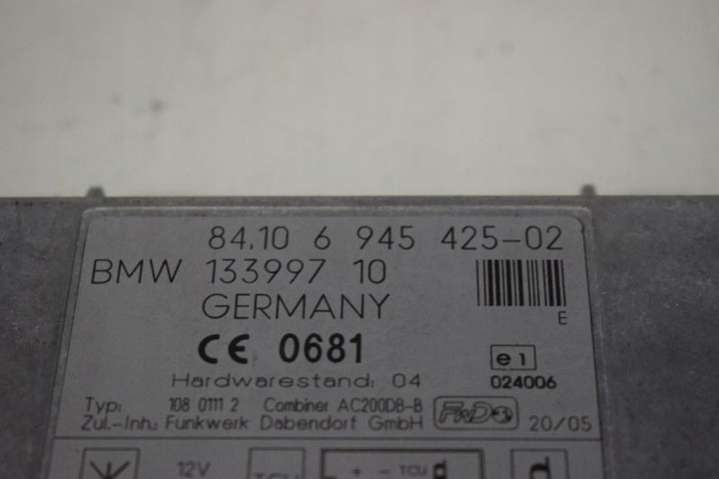 84.10 6 945 425-02
BMW 133997 10
GERMANY
E
CE 0681
e1
Hardwarestand: 04
024006
Typ: 108 0111 2 Combiner AC200DB-B
Zul.-Inh.: Funkwerk Dabendorf GmbH 20/05
12V
+ - TCU